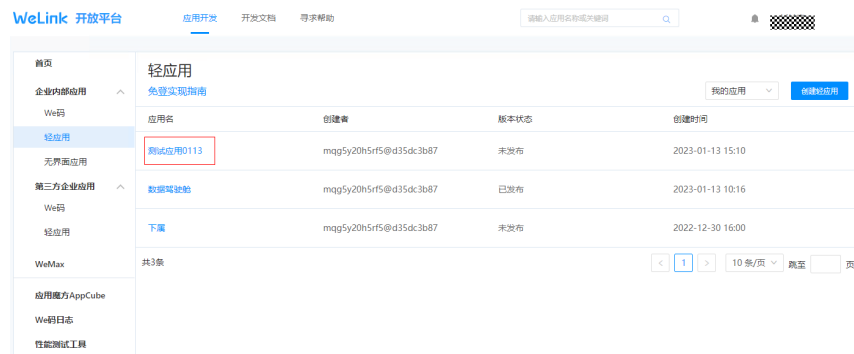 WeLink 开放平台
应用开发 开发文档 寻求帮助 请输入应用名称或关键词
首页
企业内部应用
We码
轻应用
无界面应用
第三方企业应用
We码
轻应用
WeMax
应用魔方AppCube
We码日志
性能测试工具
轻应用
免登实现指南
我的应用 创建轻应用
应用名 创建者 版本状态 创建时间
测试应用0113 mqg5y20h5rf5@d35dc3b87 未发布 2023-01-13 15:10
数据驾驶舱 mqg5y20h5rf5@d35dc3b87 已发布 2023-01-13 10:16
下属 mqg5y20h5rf5@d35dc3b87 未发布 2022-12-30 16:00
共3条 < 1 > 10 条/页 跳至 页